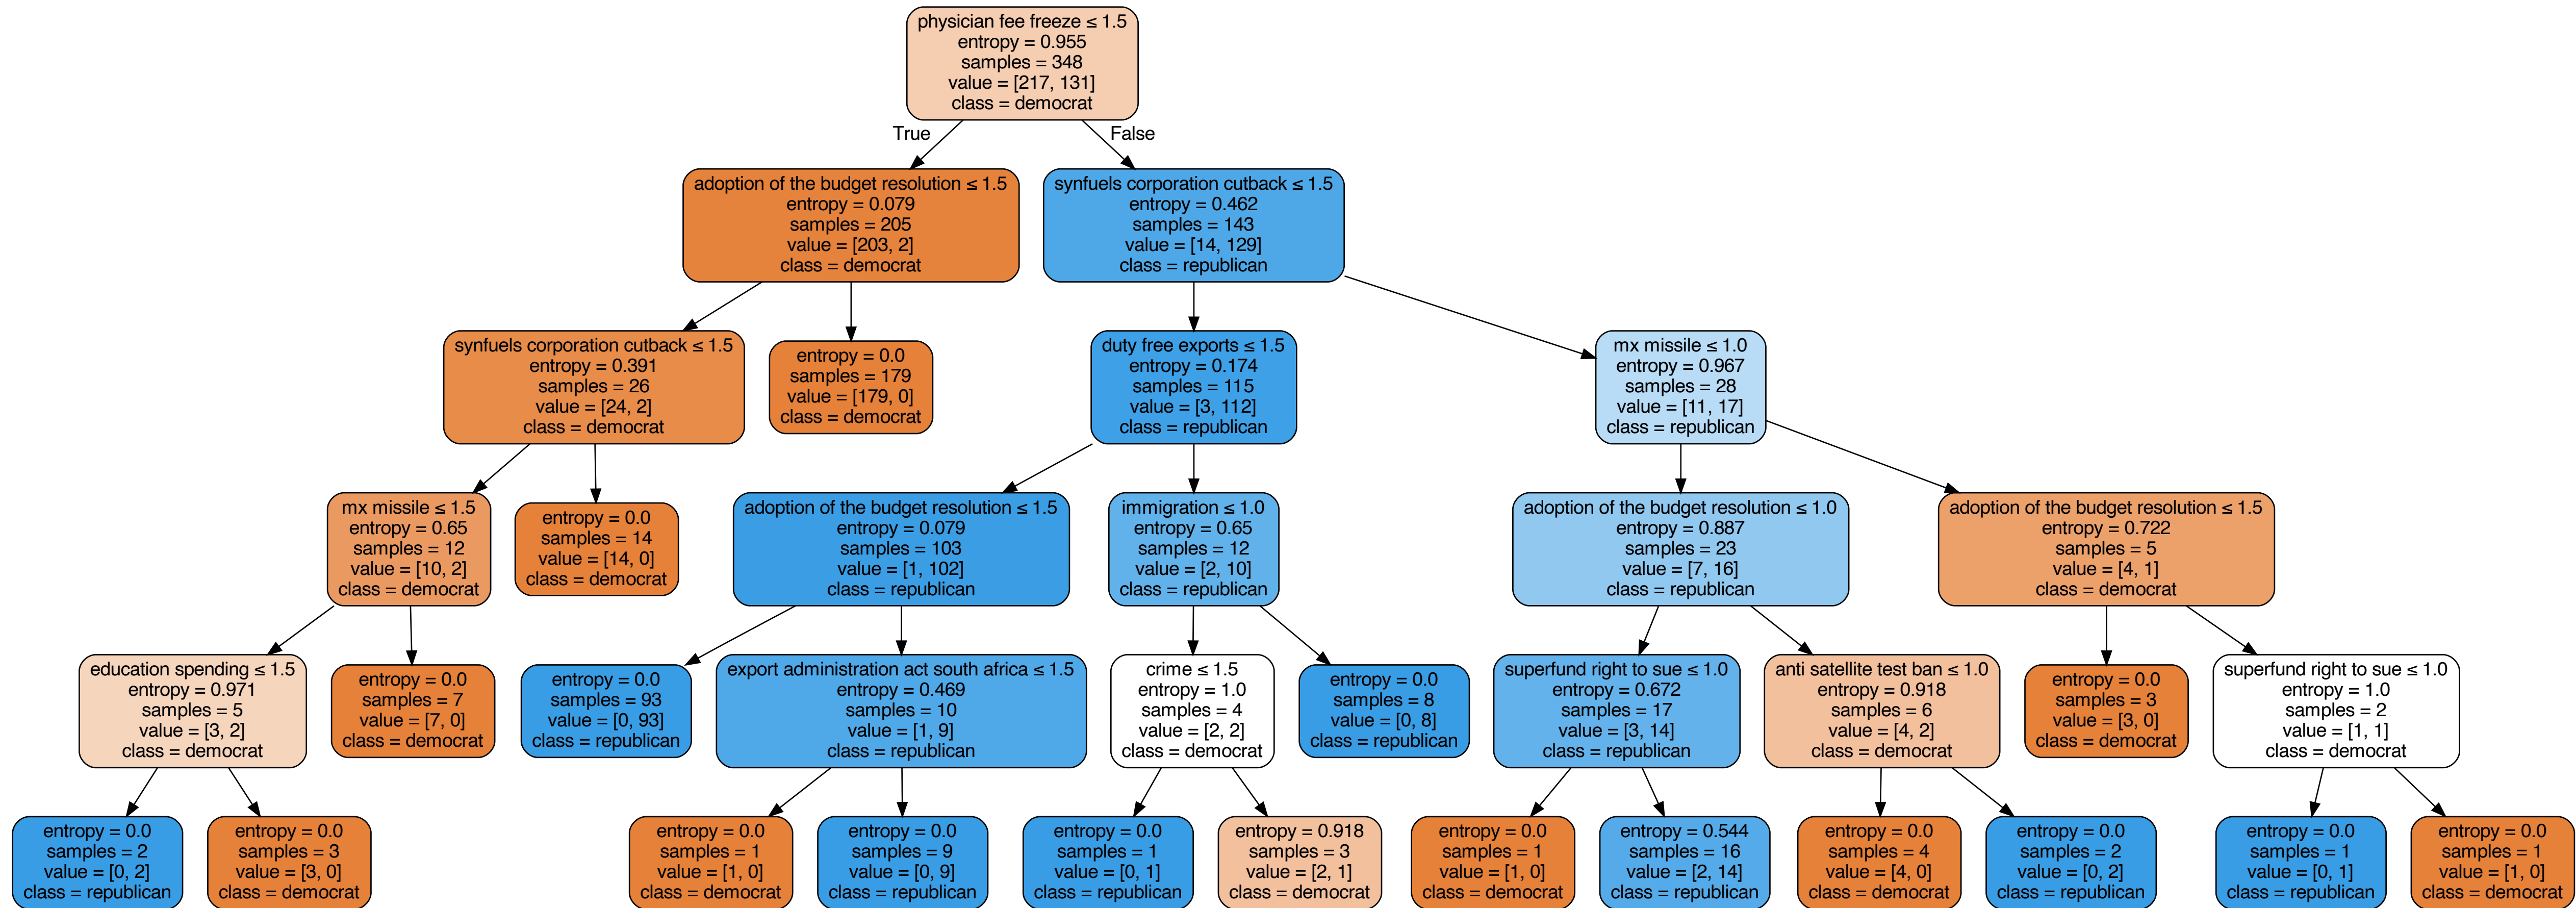 physician fee freeze ≤ 1.5
entropy = 0.955
samples = 348
value = [217, 131]
class = democrat
True
False
adoption of the budget resolution ≤ 1.5
entropy = 0.079
samples = 205
value = [203, 2]
class = democrat
synfuels corporation cutback ≤ 1.5
entropy = 0.462
samples = 143
value = [14, 129]
class = republican
synfuels corporation cutback ≤ 1.5
entropy = 0.391
samples = 26
value = [24, 2]
class = democrat
entropy = 0.0
samples = 179
value = [179, 0]
class = democrat
duty free exports ≤ 1.5
entropy = 0.174
samples = 115
value = [3, 112]
class = republican
mx missile ≤ 1.0
entropy = 0.967
samples = 28
value = [11, 17]
class = republican
mx missile ≤ 1.5
entropy = 0.65
samples = 12
value = [10, 2]
class = democrat
entropy = 0.0
samples = 14
value = [14, 0]
class = democrat
adoption of the budget resolution ≤ 1.5
entropy = 0.079
samples = 103
value = [1, 102]
class = republican
immigration ≤ 1.0
entropy = 0.65
samples = 12
value = [2, 10]
class = republican
adoption of the budget resolution ≤ 1.0
entropy = 0.887
samples = 23
value = [7, 16]
class = republican
adoption of the budget resolution ≤ 1.5
entropy = 0.722
samples = 5
value = [4, 1]
class = democrat
education spending ≤ 1.5
entropy = 0.971
samples = 5
value = [3, 2]
class = democrat
entropy = 0.0
samples = 7
value = [7, 0]
class = democrat
entropy = 0.0
samples = 93
value = [0, 93]
class = republican
export administration act south africa ≤ 1.5
entropy = 0.469
samples = 10
value = [1, 9]
class = republican
crime ≤ 1.5
entropy = 1.0
samples = 4
value = [2, 2]
class = democrat
entropy = 0.0
samples = 8
value = [0, 8]
class = republican
superfund right to sue ≤ 1.0
entropy = 0.672
samples = 17
value = [3, 14]
class = republican
anti satellite test ban ≤ 1.0
entropy = 0.918
samples = 6
value = [4, 2]
class = democrat
entropy = 0.0
samples = 3
value = [3, 0]
class = democrat
superfund right to sue ≤ 1.0
entropy = 1.0
samples = 2
value = [1, 1]
class = democrat
entropy = 0.0
samples = 2
value = [0, 2]
class = republican
entropy = 0.0
samples = 3
value = [3, 0]
class = democrat
entropy = 0.0
samples = 1
value = [1, 0]
class = democrat
entropy = 0.0
samples = 9
value = [0, 9]
class = republican
entropy = 0.0
samples = 1
value = [0, 1]
class = republican
entropy = 0.918
samples = 3
value = [2, 1]
class = democrat
entropy = 0.0
samples = 1
value = [1, 0]
class = democrat
entropy = 0.544
samples = 16
value = [2, 14]
class = republican
entropy = 0.0
samples = 4
value = [4, 0]
class = democrat
entropy = 0.0
samples = 2
value = [0, 2]
class = republican
entropy = 0.0
samples = 1
value = [0, 1]
class = republican
entropy = 0.0
samples = 1
value = [1, 0]
class = democrat